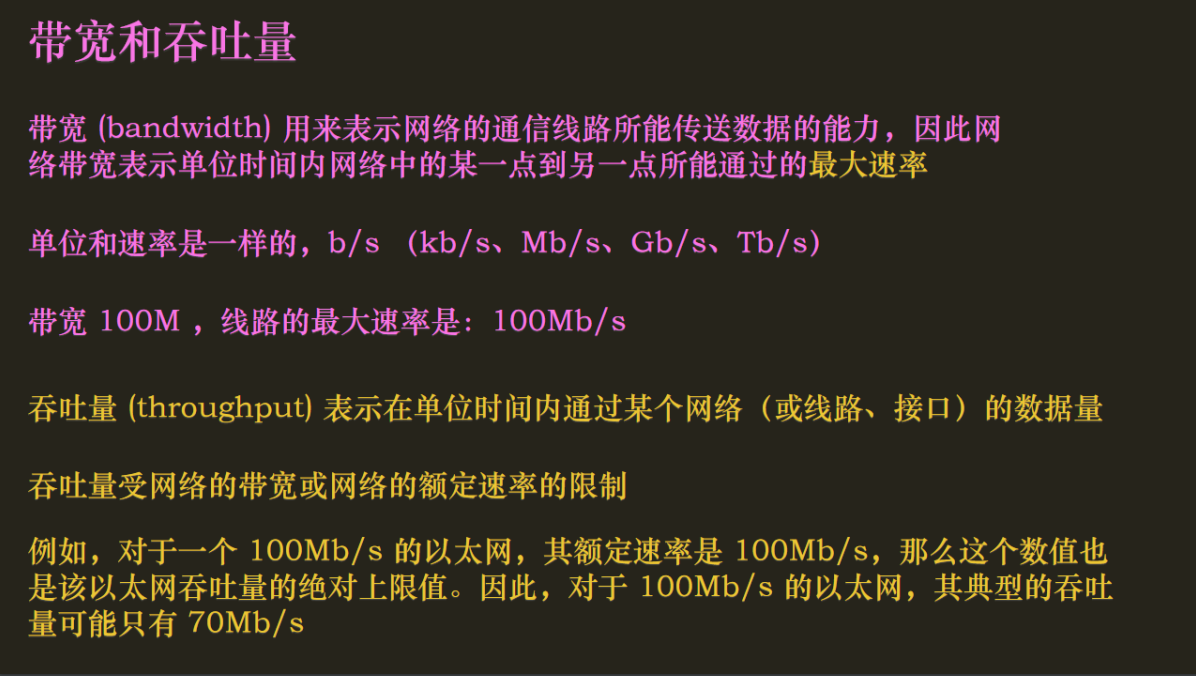 带宽和吞吐量
带宽 (bandwidth) 用来表示网络的通信线路所能传送数据的能力，因此网
络带宽表示单位时间内网络中的某一点到另一点所能通过的最大速率
单位和速率是一样的，b/s （kb/s、Mb/s、Gb/s、Tb/s）
带宽 100M ，线路的最大速率是：100Mb/s
吞吐量 (throughput) 表示在单位时间内通过某个网络（或线路、接口）的数据量
吞吐量受网络的带宽或网络的额定速率的限制
例如，对于一个 100Mb/s 的以太网，其额定速率是 100Mb/s，那么这个数值也
是该以太网吞吐量的绝对上限值。因此，对于 100Mb/s 的以太网，其典型的吞吐
量可能只有 70Mb/s